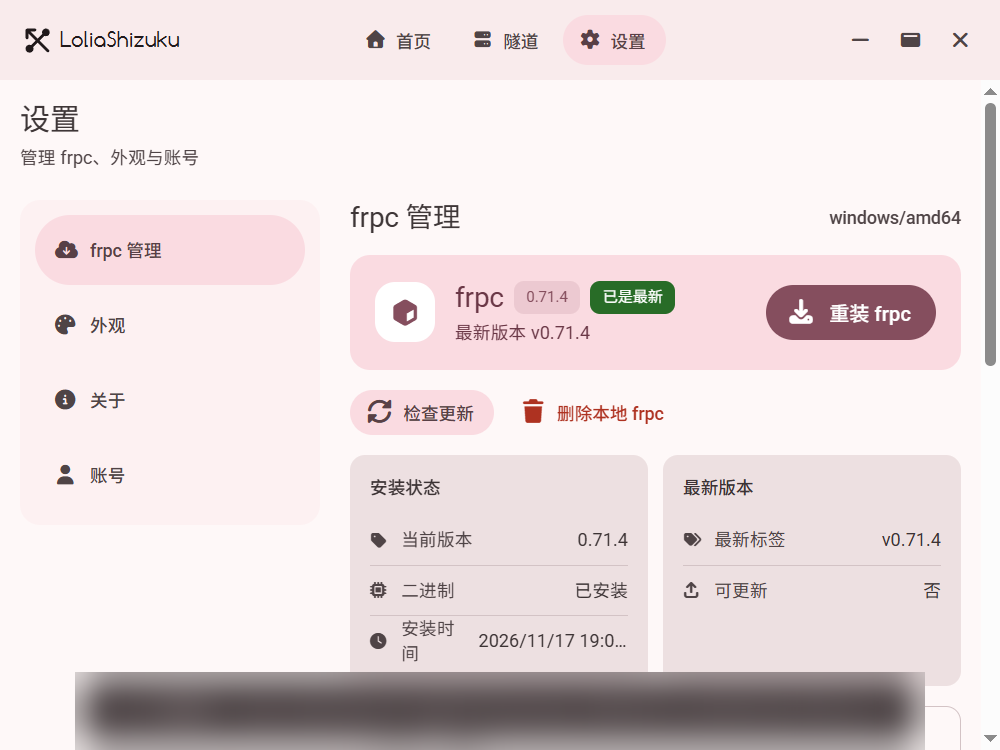 LoliaShizuku
首页
隧道
设置
设置
管理 frpc、外观与账号
frpc 管理
外观
关于
账号
frpc 管理
windows/amd64
frpc
0.71.4
已是最新
最新版本 v0.71.4
重装 frpc
检查更新
删除本地 frpc
安装状态
当前版本
0.71.4
二进制
已安装
安装时间
2026/11/17 19:0…
最新版本
最新标签
v0.71.4
可更新
否